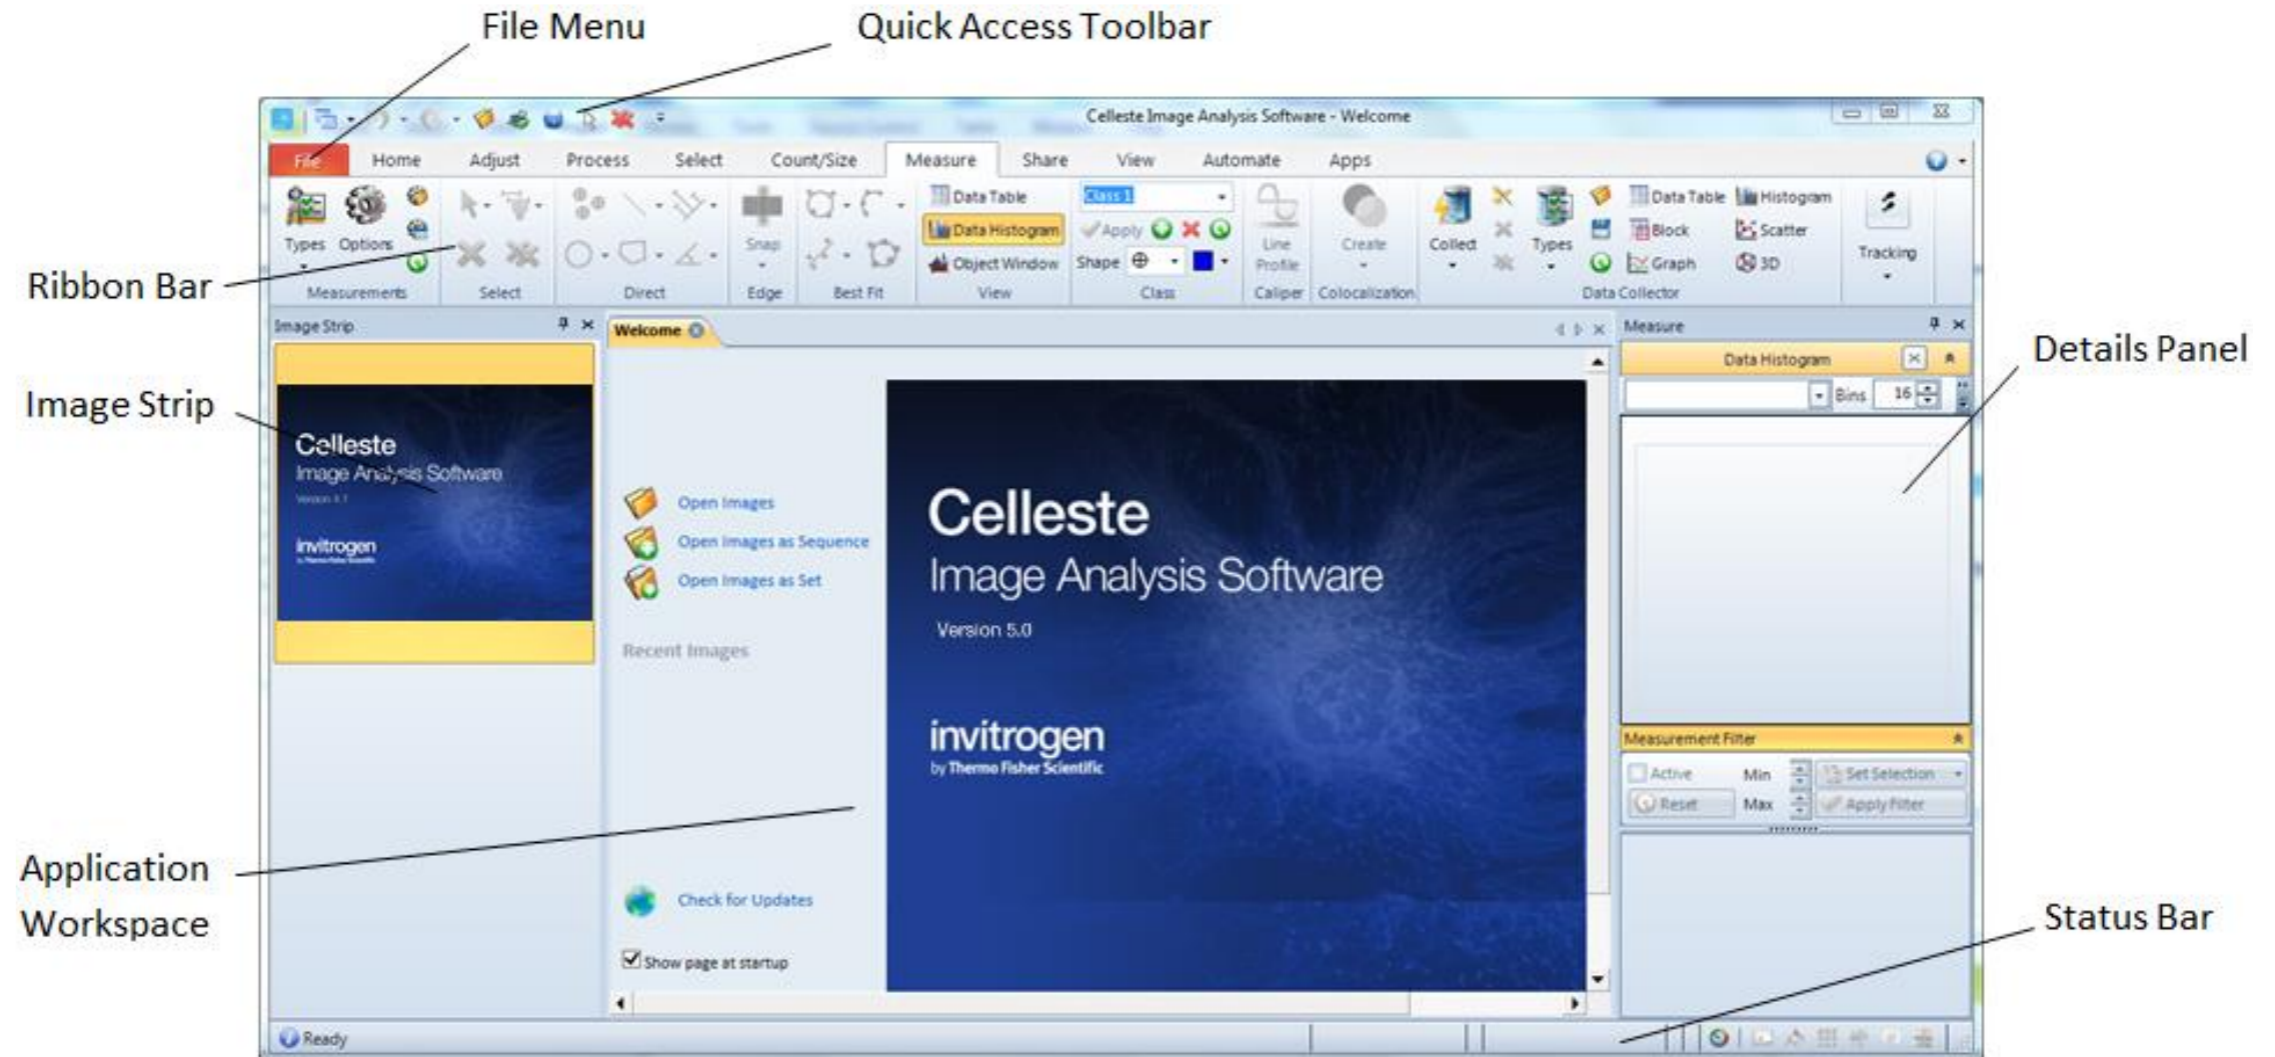 File Menu
Quick Access Toolbar
Celleste Image Analysis Software - Welcome
File Home Adjust Process Select Count/Size Measure Share View Automate Apps
Types Options
Measurements
Select
Direct
Snap
Edge
Best Fit
Data Table
Data Histogram
Object Window
View
Class 1
Apply
Shape
Class
Line
Profile
Caliper
Create
Colocalization
Collect Types
Data Table Histogram
Block Scatter
Graph 3D
Data Collector
Tracking
Ribbon Bar
Image Strip
Welcome
Measure
Data Histogram
Bins 16
Details Panel
Image Strip
Celleste
Image Analysis Software
invitrogen
Open Images
Open Images as Sequence
Open Images as Set
Recent Images
Celleste
Image Analysis Software
Version 5.0
invitrogen
by Thermo Fisher Scientific
Measurement Filter
Active Min Set Selection
Reset Max Apply Filter
Application
Workspace
Check for Updates
Show page at startup
Status Bar
Ready